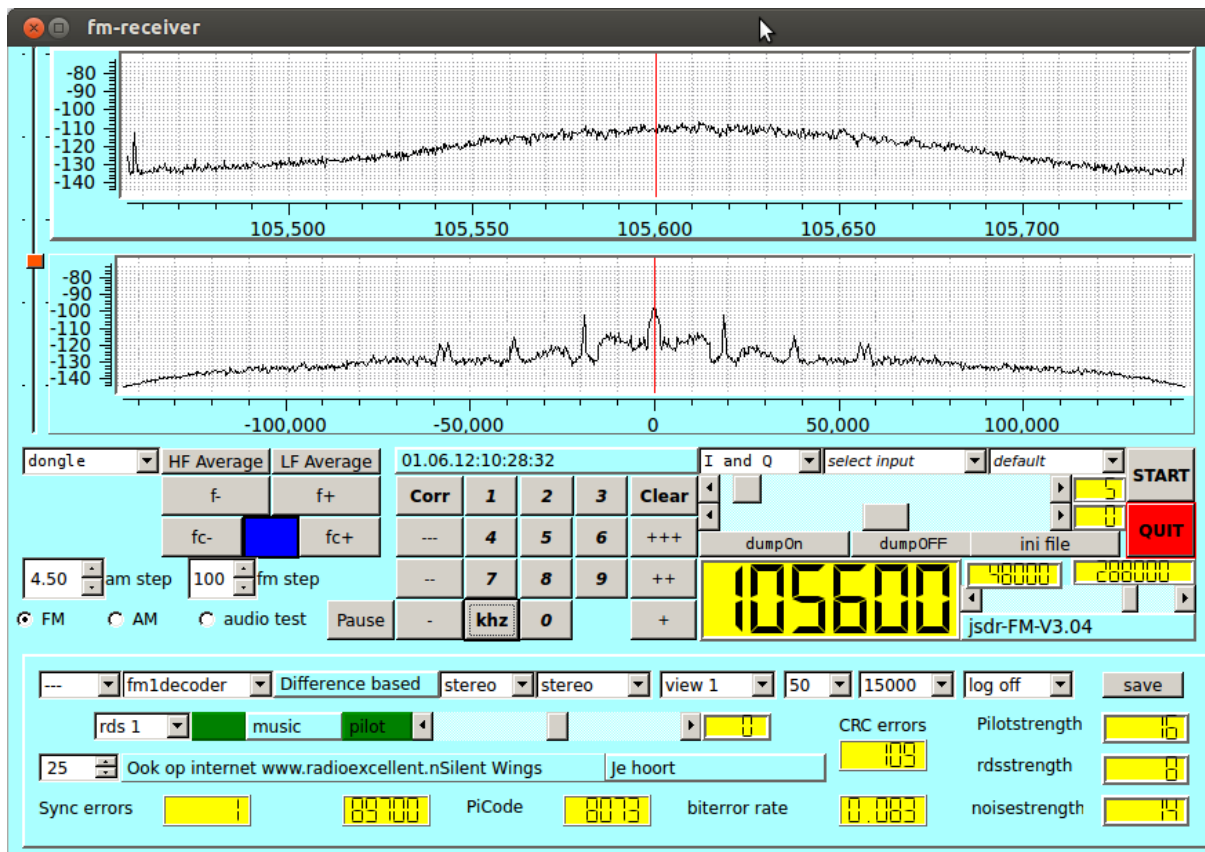 fm-receiver
-80
-90
-100
-110
-120
-130
-140
105,500 105,550 105,600 105,650 105,700
-80
-90
-100
-110
-120
-130
-140
-100,000 -50,000 0 50,000 100,000
dongle HF Average LF Average 01.06.12:10:28:32 I and Q select input default START
f- f+ Corr 1 2 3 Clear 5
fc- fc+ --- 4 5 6 +++ 0 QUIT
dumpOn dumpOFF ini file
4.50 am step 100 fm step -- 7 8 9 ++ 105600 48000 288000
FM AM audio test Pause - khz 0 + jsdr-FM-V3.04
--- fm1decoder Difference based stereo stereo view 1 50 15000 log off save
rds 1 music pilot 0 CRC errors Pilotstrength 16
109
25 Ook op internet www.radioexcellent.nSilent Wings Je hoort rdsstrength 8
Sync errors 1 89700 PiCode 8073 biterror rate 0.083 noisestrength 14